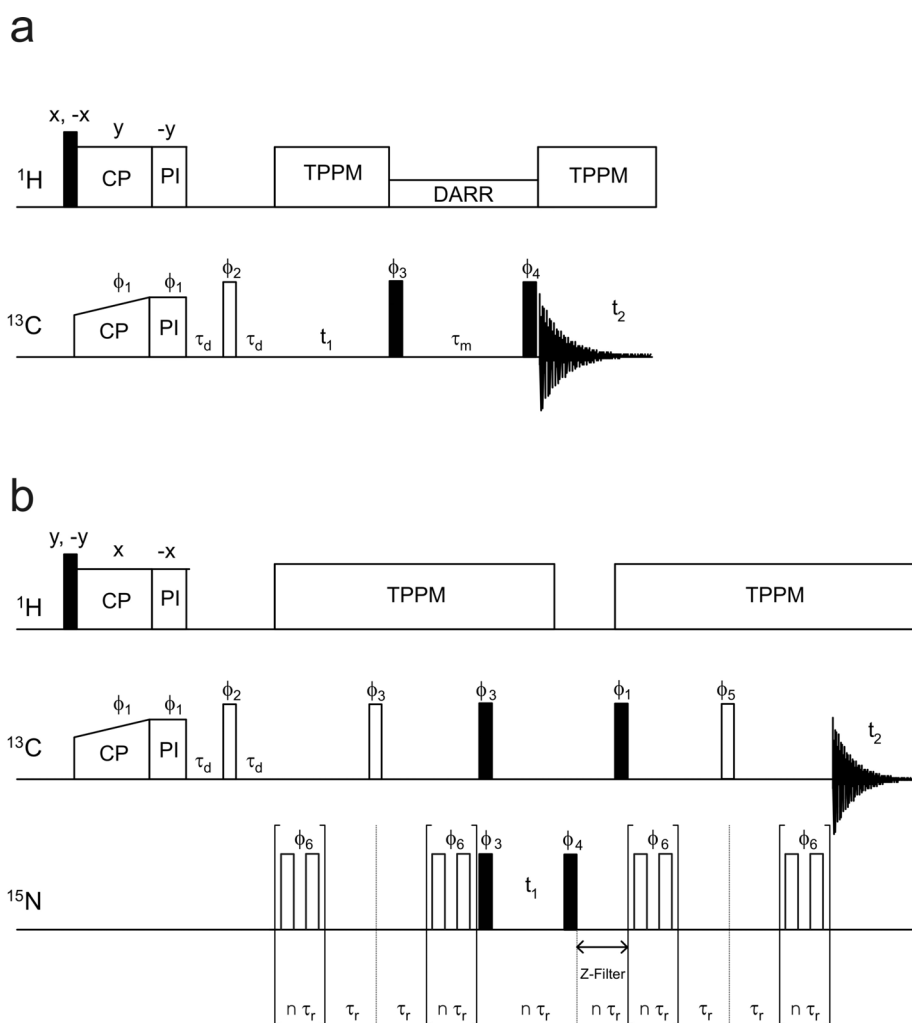 a
x, -x
y
-y
¹H
CP
PI
TPPM
DARR
TPPM
ϕ₁ ϕ₁ ϕ₂ ϕ₃ ϕ₄
¹³C
CP
PI
τd τd t₁ τm t₂
b
y, -y
x
-x
¹H
CP
PI
TPPM
TPPM
ϕ₁ ϕ₁ ϕ₂ ϕ₃ ϕ₃ ϕ₁ ϕ₅
¹³C
CP
PI
τd τd t₂
ϕ₆ ϕ₆ ϕ₃ ϕ₄ ϕ₆ ϕ₆
¹⁵N
t₁
Z-Filter
n τr τr τr n τr n τr n τr n τr τr τr n τr